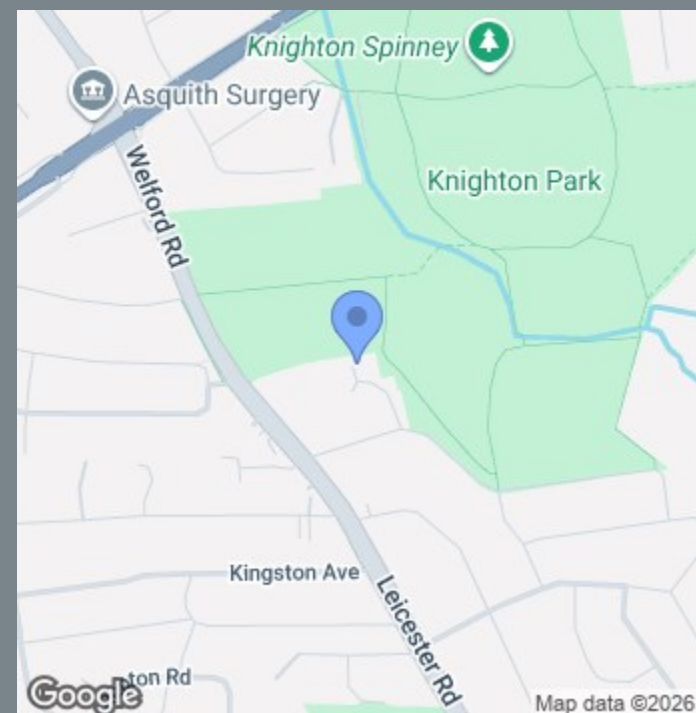 Knighton Spinney
Asquith Surgery
Welford Rd
Knighton Park
Kingston Ave
Leicester Rd
ton Rd
Google
Map data ©2026